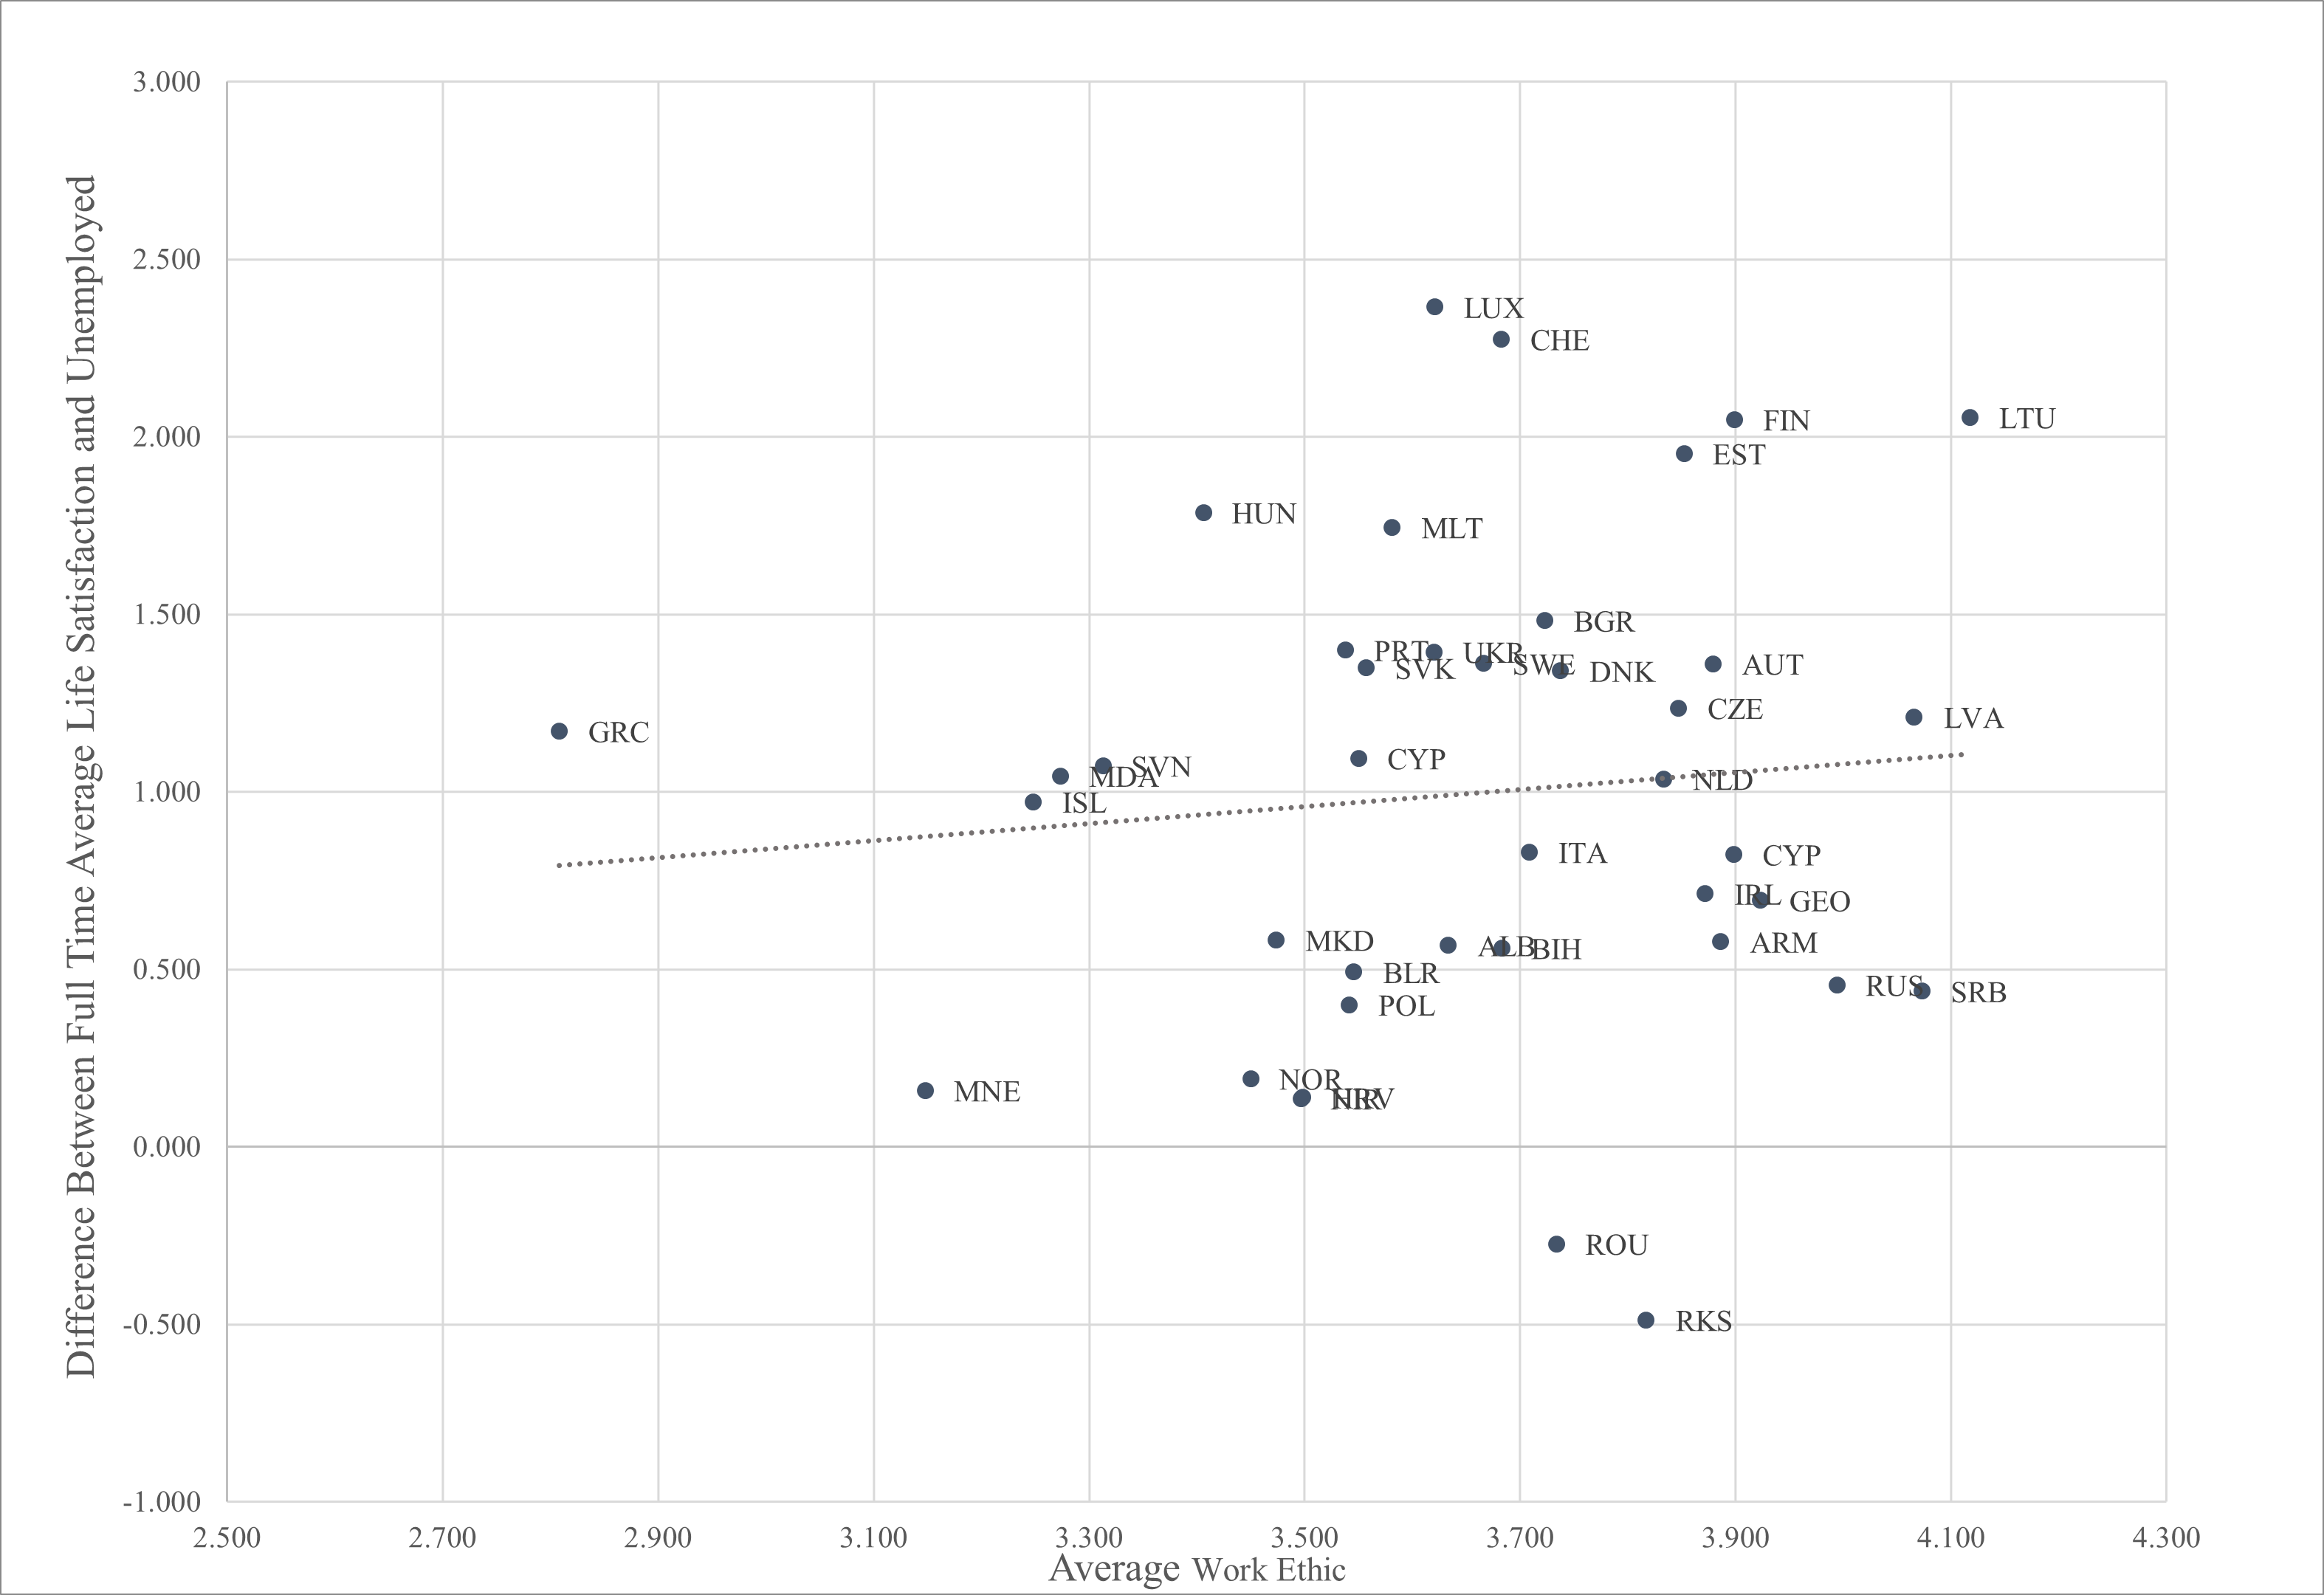 Difference Between Full Time Average Life Satisfaction and Unemployed
3.000
2.500
2.000
1.500
1.000
0.500
0.000
-0.500
-1.000
LUX
CHE
FIN
LTU
EST
HUN
MLT
BGR
PRT
UKR
SWE
SVK
DNK
AUT
CZE
LVA
GRC
CYP
SVN
MDA
NLD
ISL
ITA
CYP
IRL
GEO
MKD
ALB
BIH
ARM
BLR
RUS
SRB
POL
NOR
MNE
HRV
NIR
ROU
RKS
2.500 2.700 2.900 3.100 3.300 3.500 3.700 3.900 4.100 4.300
Average Work Ethic